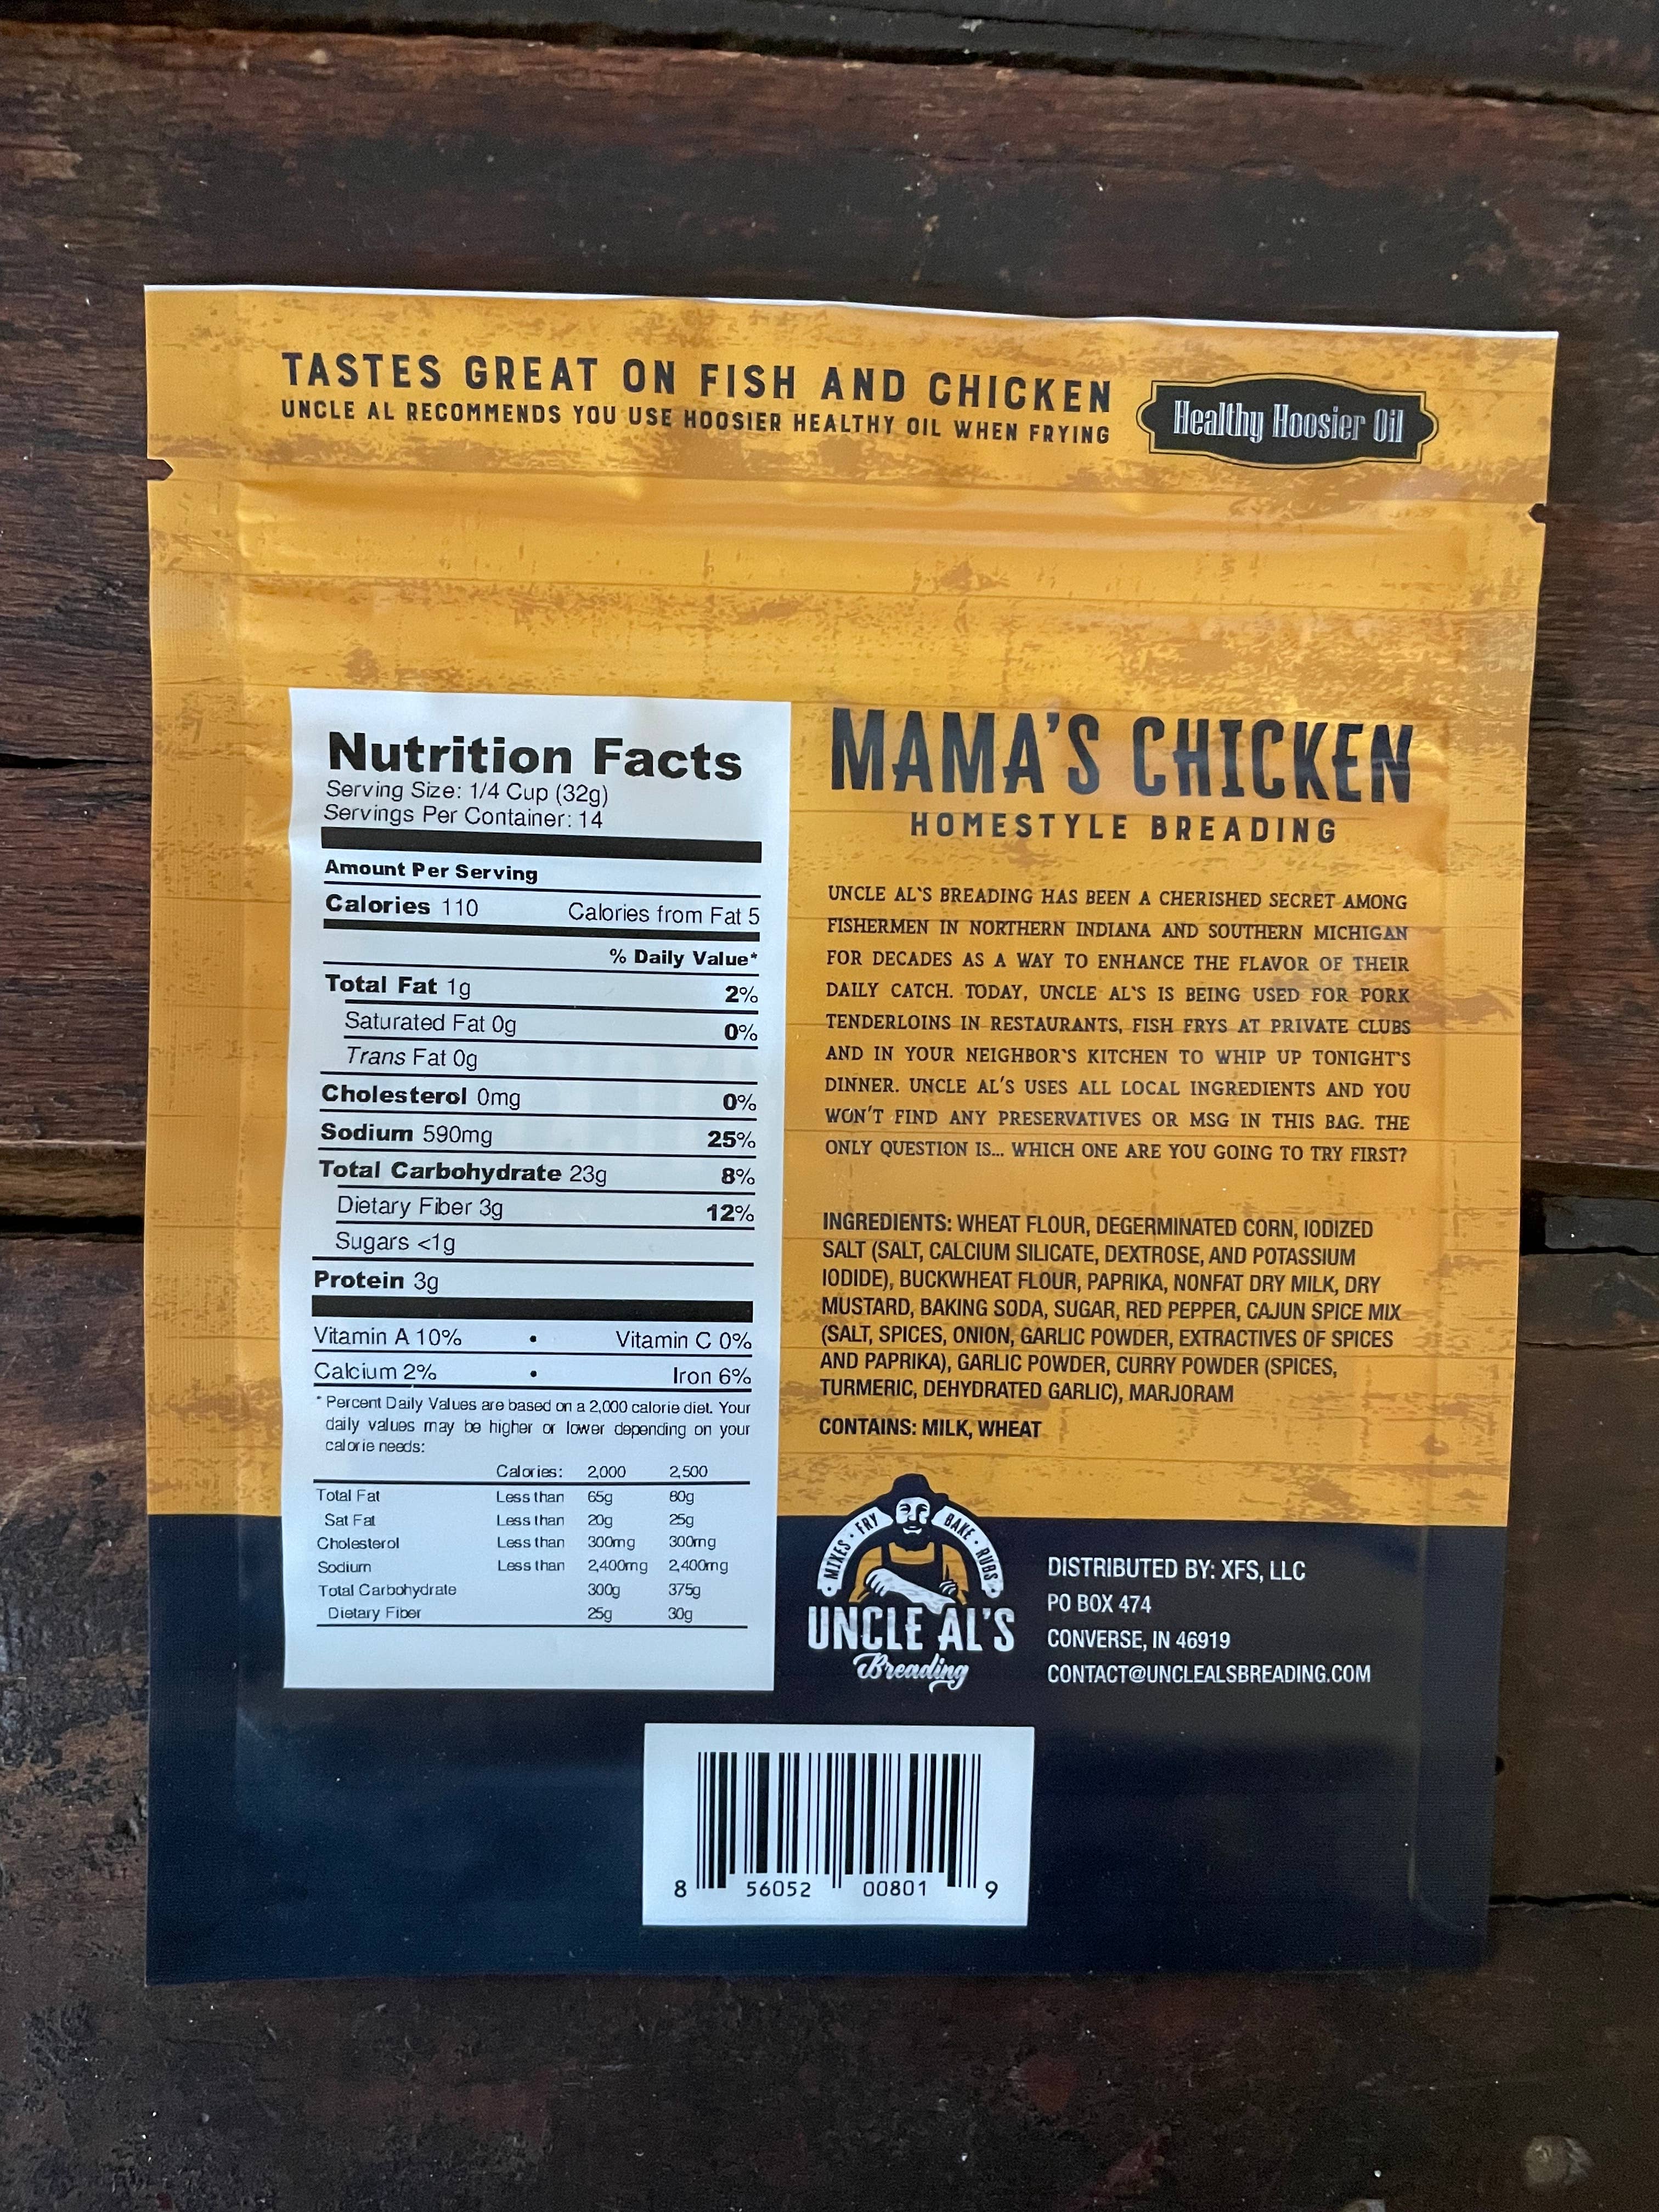 TASTES GREAT ON FISH AND CHICKEN
UNCLE AL RECOMMENDS YOU USE HOOSIER HEALTHY OIL WHEN FRYING
Healthy Hoosier Oil
Nutrition Facts
Serving Size: 1/4 Cup (32g)
Servings Per Container: 14
Amount Per Serving
Calories 110 Calories from Fat 5
% Daily Value*
Total Fat 1g 2%
Saturated Fat 0g 0%
Trans Fat 0g
Cholesterol 0mg 0%
Sodium 590mg 25%
Total Carbohydrate 23g 8%
Dietary Fiber 3g 12%
Sugars <1g
Protein 3g
Vitamin A 10% • Vitamin C 0%
Calcium 2% • Iron 6%
* Percent Daily Values are based on a 2,000 calorie diet. Your
daily values may be higher or lower depending on your
calorie needs:
Calories: 2,000 2,500
Total Fat Less than 65g 80g
Sat Fat Less than 20g 25g
Cholesterol Less than 300mg 300mg
Sodium Less than 2,400mg 2,400mg
Total Carbohydrate 300g 375g
Dietary Fiber 25g 30g
MAMA'S CHICKEN
HOMESTYLE BREADING
UNCLE AL'S BREADING HAS BEEN A CHERISHED SECRET AMONG
FISHERMEN IN NORTHERN INDIANA AND SOUTHERN MICHIGAN
FOR DECADES AS A WAY TO ENHANCE THE FLAVOR OF THEIR
DAILY CATCH. TODAY, UNCLE AL'S IS BEING USED FOR PORK
TENDERLOINS IN RESTAURANTS, FISH FRYS AT PRIVATE CLUBS
AND IN YOUR NEIGHBOR'S KITCHEN TO WHIP UP TONIGHT'S
DINNER. UNCLE AL'S USES ALL LOCAL INGREDIENTS AND YOU
WON'T FIND ANY PRESERVATIVES OR MSG IN THIS BAG. THE
ONLY QUESTION IS... WHICH ONE ARE YOU GOING TO TRY FIRST?
INGREDIENTS: WHEAT FLOUR, DEGERMINATED CORN, IODIZED
SALT (SALT, CALCIUM SILICATE, DEXTROSE, AND POTASSIUM
IODIDE), BUCKWHEAT FLOUR, PAPRIKA, NONFAT DRY MILK, DRY
MUSTARD, BAKING SODA, SUGAR, RED PEPPER, CAJUN SPICE MIX
(SALT, SPICES, ONION, GARLIC POWDER, EXTRACTIVES OF SPICES
AND PAPRIKA), GARLIC POWDER, CURRY POWDER (SPICES,
TURMERIC, DEHYDRATED GARLIC), MARJORAM
CONTAINS: MILK, WHEAT
• MIXES • FRY BAKE • RUBS •
UNCLE AL'S
Breading
DISTRIBUTED BY: XFS, LLC
PO BOX 474
CONVERSE, IN 46919
CONTACT@UNCLEALSBREADING.COM
8 56052 00801 9